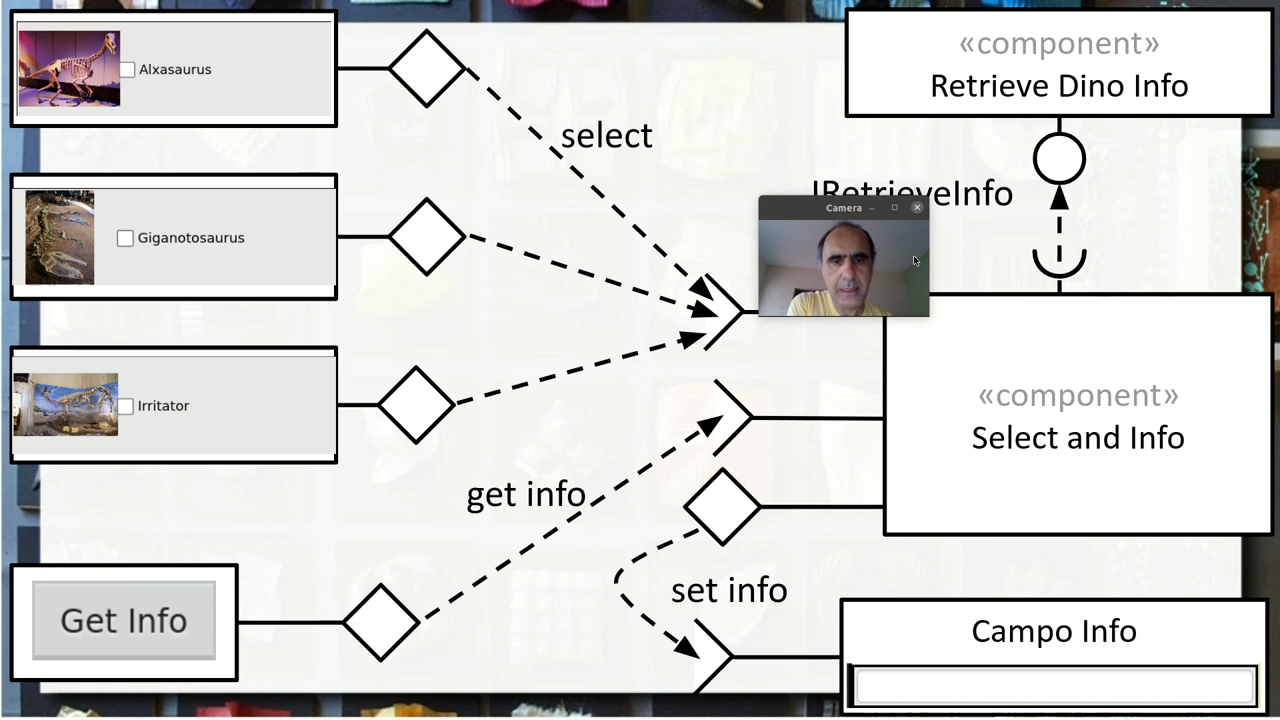 Alxasaurus
«component»
Retrieve Dino Info
select
IRetrieveInfo
Camera
Giganotosaurus
«component»
Select and Info
Irritator
get info
set info
Get Info
Campo Info